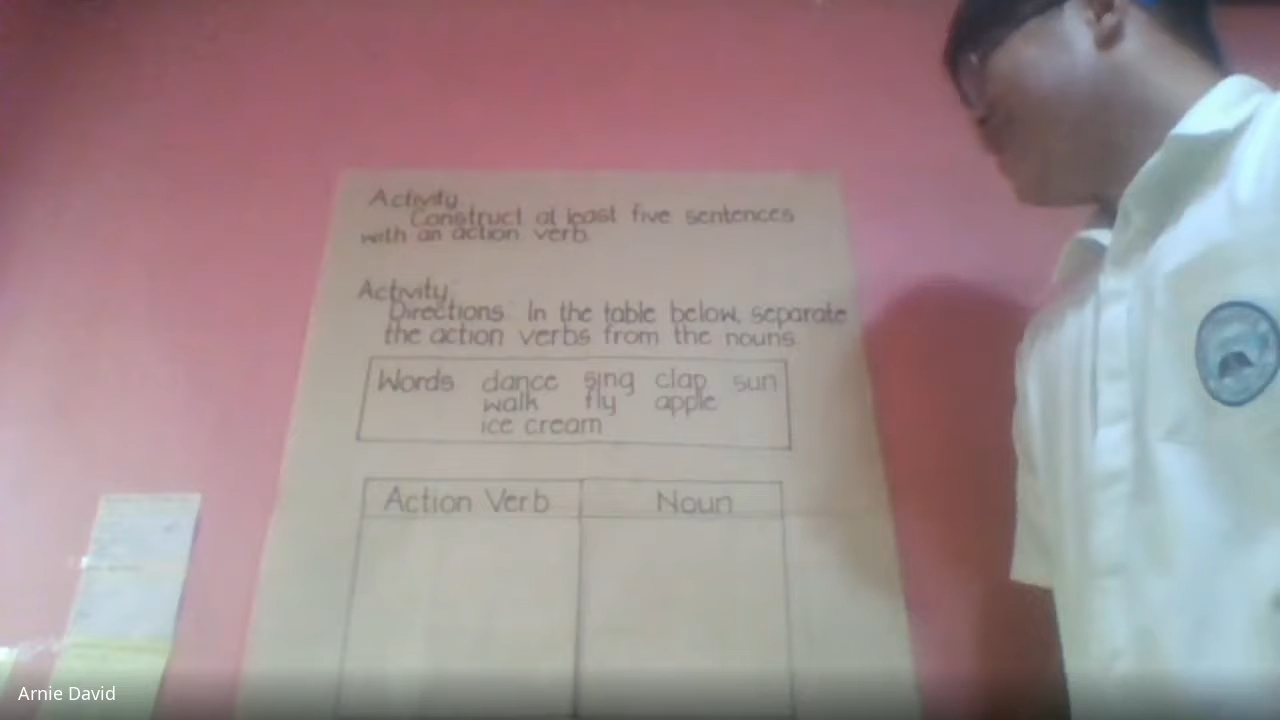 Activity
Construct at least five sentences
with an action verb.
Activity
Directions In the table below, separate
the action verbs from the nouns
Words dance sing clap sun
walk fly apple
ice cream
Action Verb Noun
Arnie David